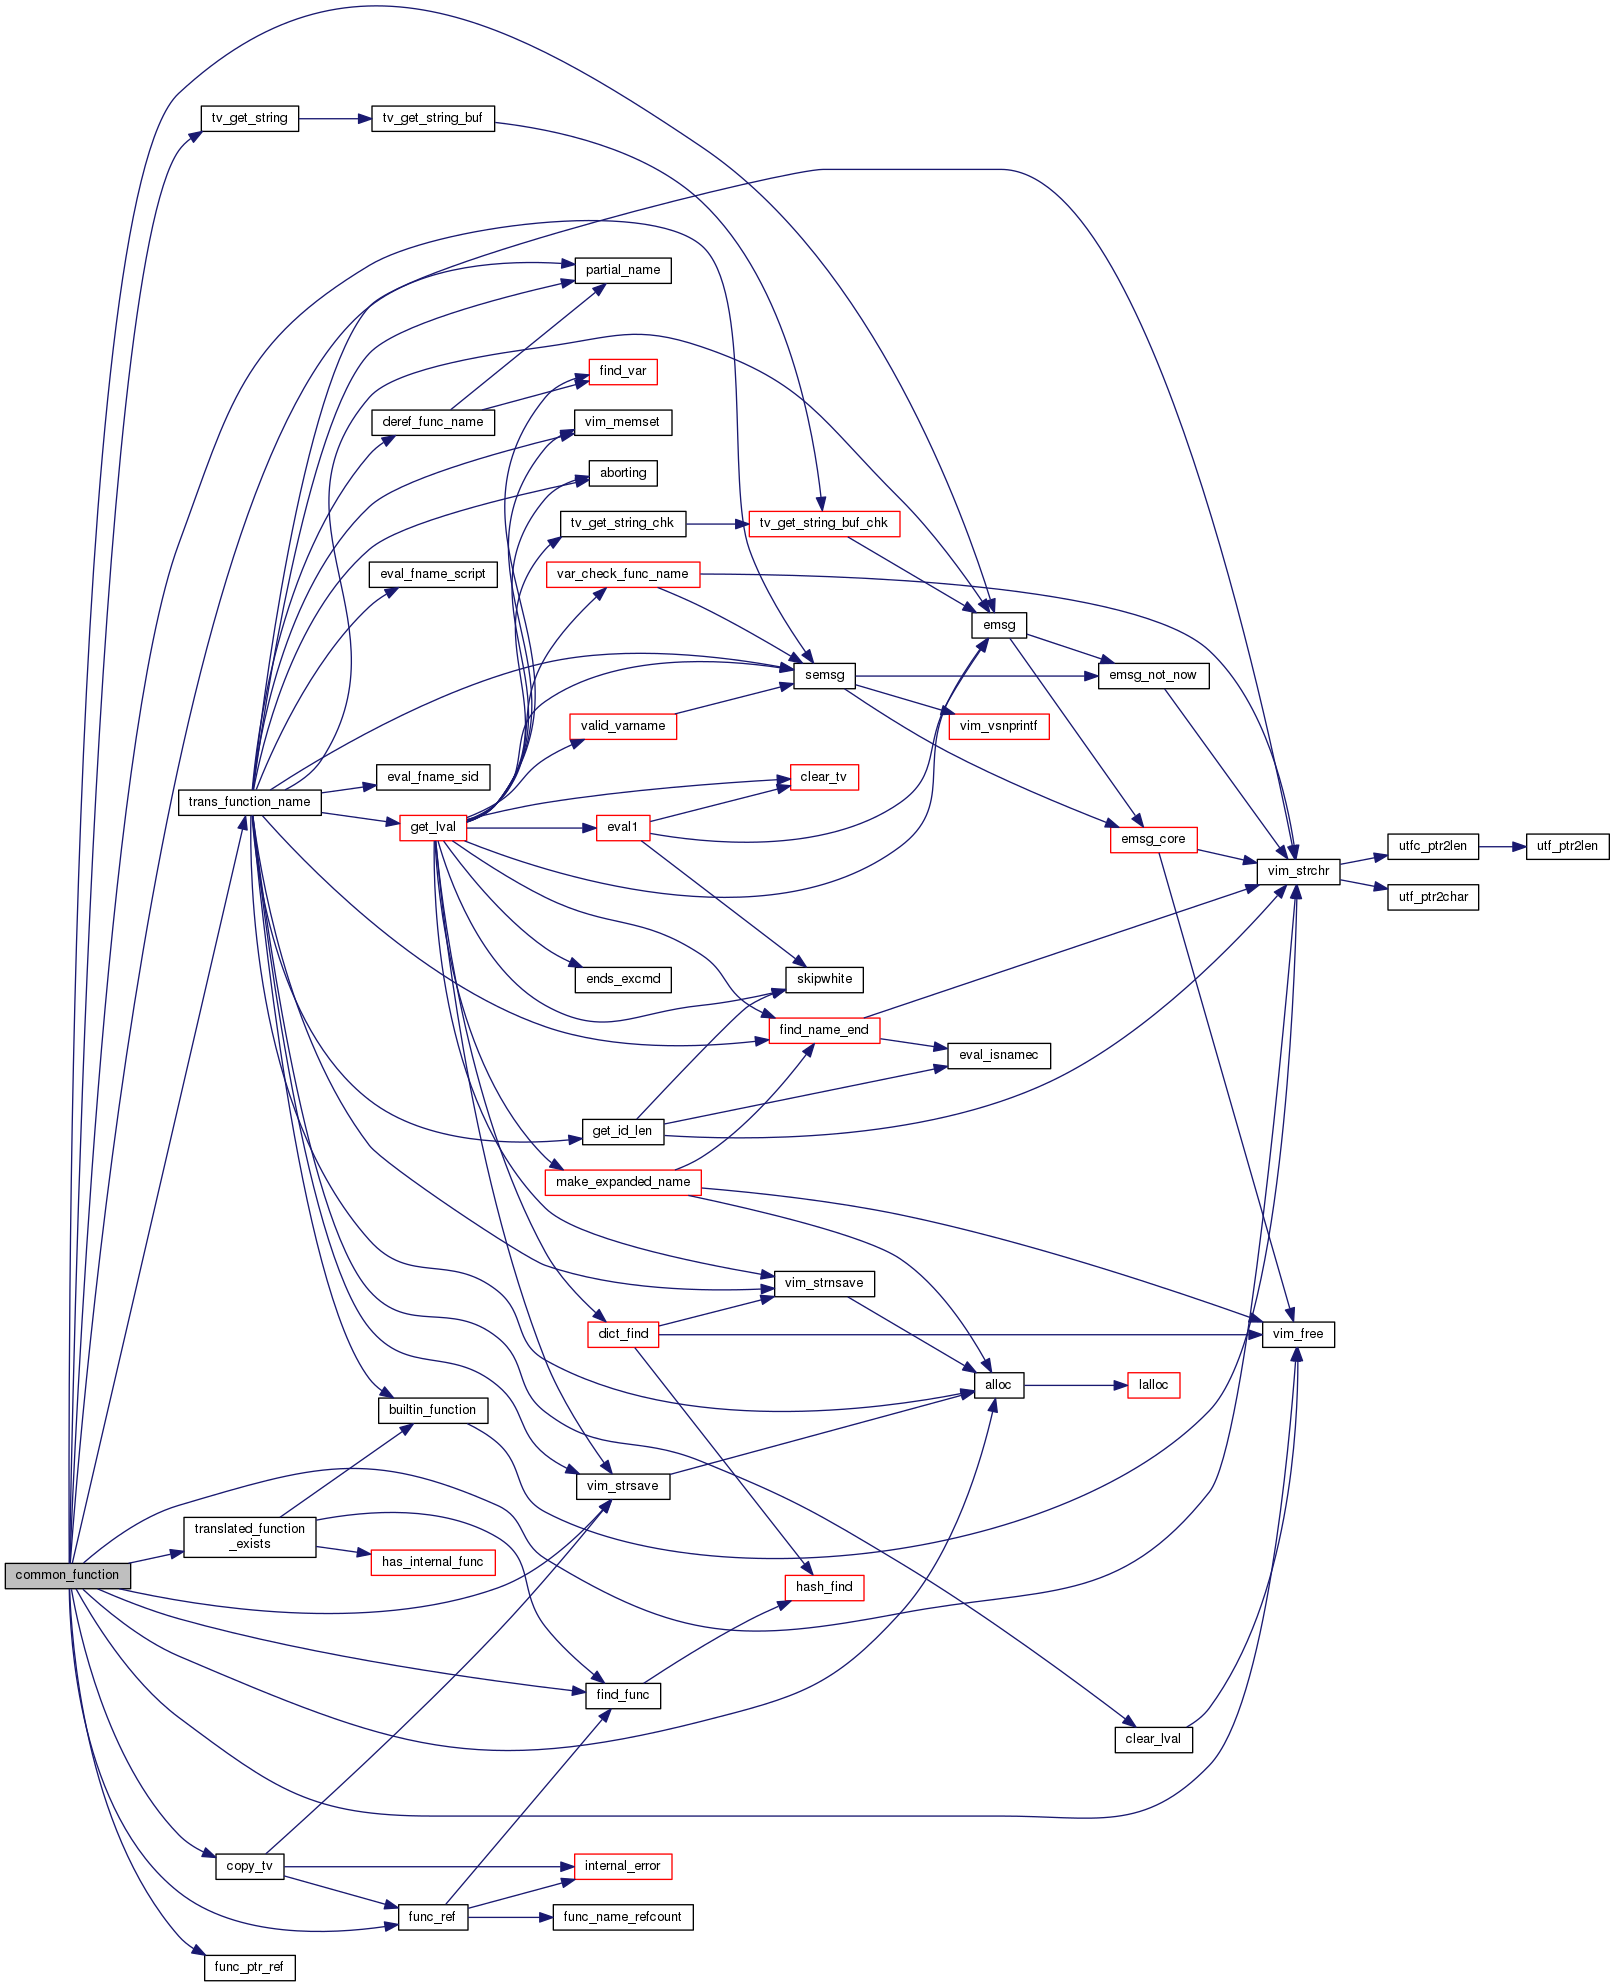 tv_get_string
tv_get_string_buf
partial_name
find_var
deref_func_name
vim_memset
aborting
tv_get_string_chk
tv_get_string_buf_chk
eval_fname_script
var_check_func_name
emsg
semsg
emsg_not_now
valid_varname
vim_vsnprintf
eval_fname_sid
clear_tv
trans_function_name
get_lval
eval1
emsg_core
utfc_ptr2len
utf_ptr2len
vim_strchr
utf_ptr2char
ends_excmd
skipwhite
find_name_end
eval_isnamec
get_id_len
make_expanded_name
vim_strnsave
dict_find
vim_free
alloc
lalloc
builtin_function
vim_strsave
translated_function
_exists
has_internal_func
common_function
hash_find
find_func
clear_lval
copy_tv
internal_error
func_ref
func_name_refcount
func_ptr_ref